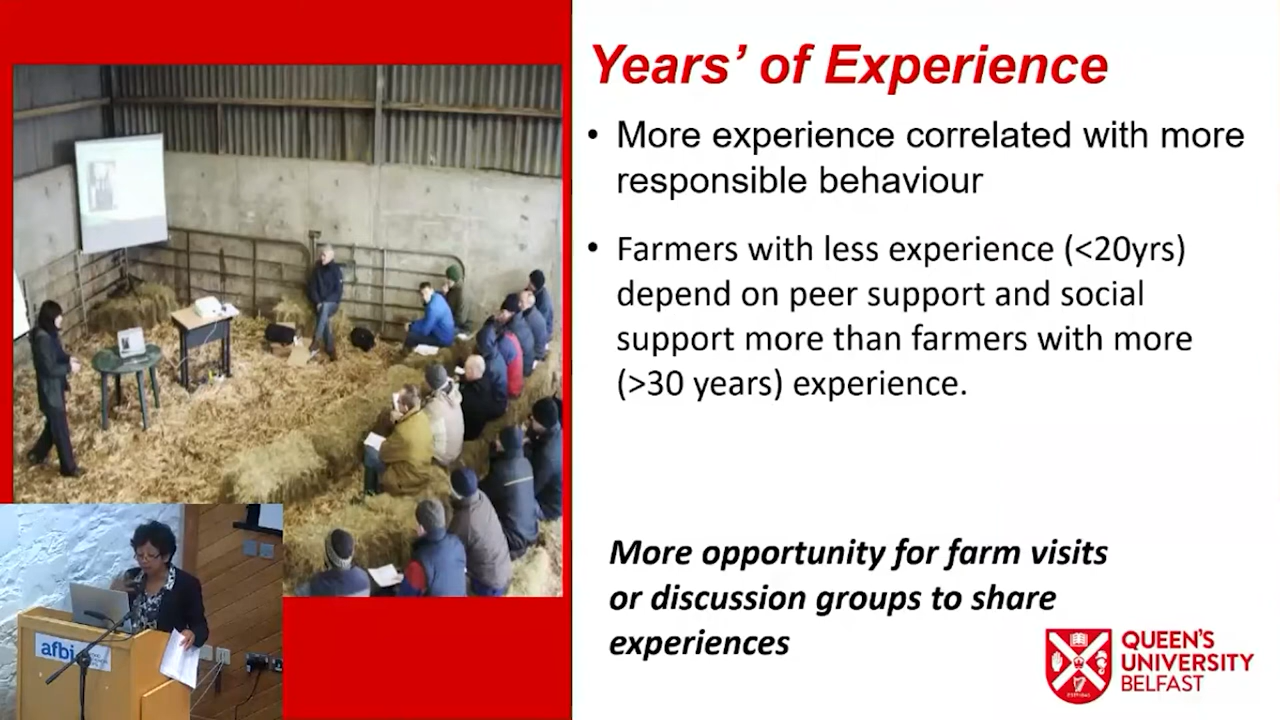 Years’ of Experience
• More experience correlated with more
responsible behaviour
• Farmers with less experience (<20yrs)
depend on peer support and social
support more than farmers with more
(>30 years) experience.
More opportunity for farm visits
or discussion groups to share
experiences
QUEEN'S
UNIVERSITY
BELFAST
afbi